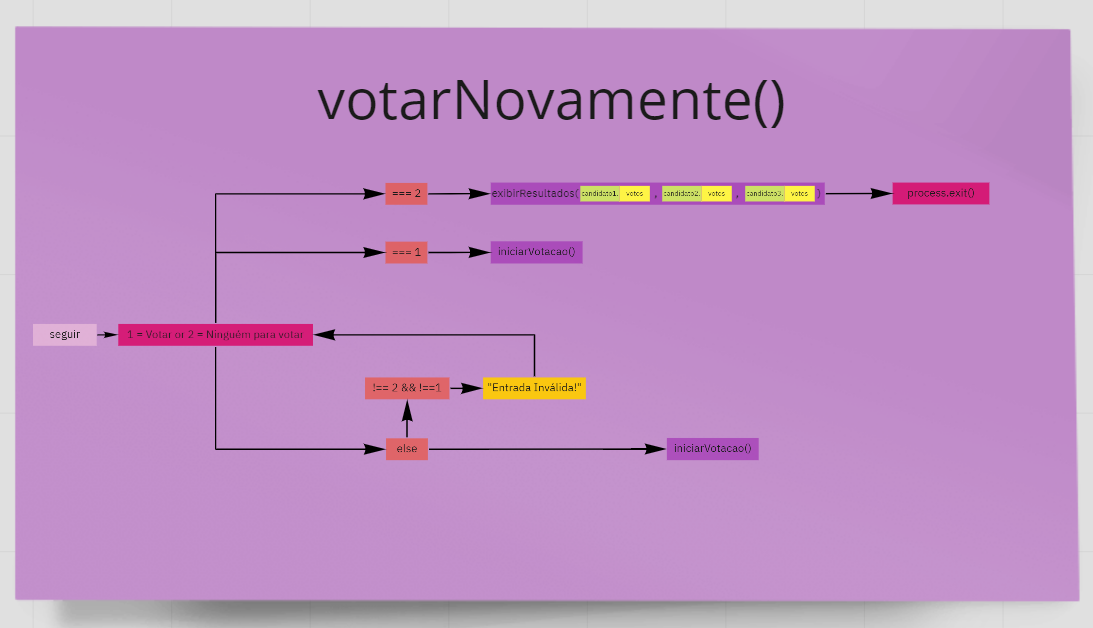 votarNovamente()
=== 2
exibirResultados( candidato1. votos , candidato2. votos , candidato3. votos )
process.exit()
=== 1
iniciarVotacao()
seguir
1 = Votar or 2 = Ninguém para votar
!== 2 && !==1
"Entrada Inválida!"
else
iniciarVotacao()